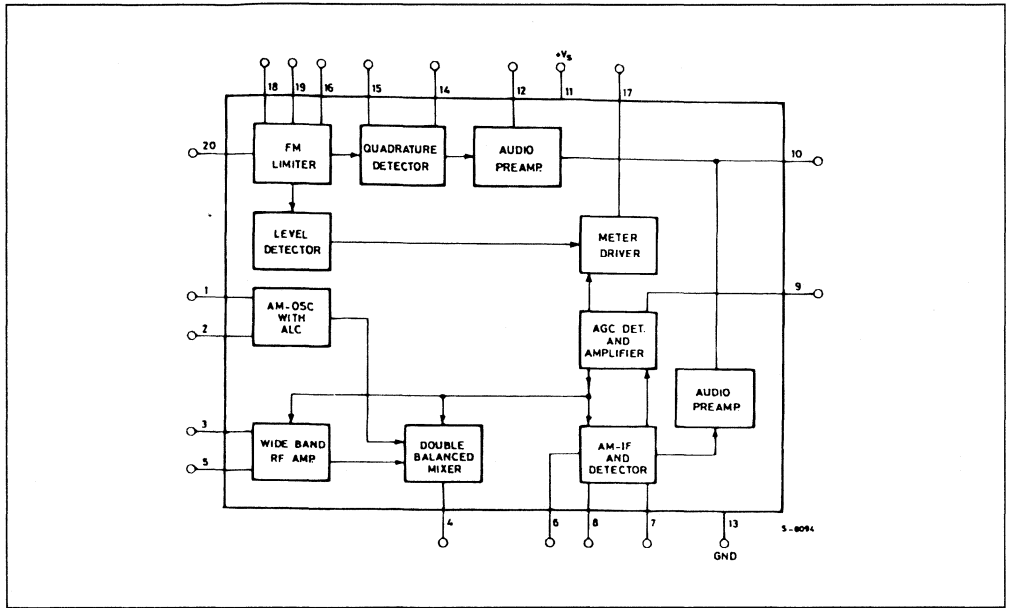 +Vs
18 19 16 15 14 12 11 17
20
FM
LIMITER
QUADRATURE
DETECTOR
AUDIO
PREAMP.
10
LEVEL
DETECTOR
METER
DRIVER
1
AM-OSC
WITH
ALC
2
9
AGC DET.
AND
AMPLIFIER
AUDIO
PREAMP.
3
WIDE BAND
RF AMP.
5
DOUBLE
BALANCED
MIXER
AM-IF
AND
DETECTOR
4 6 8 7 13
S-8094
GND